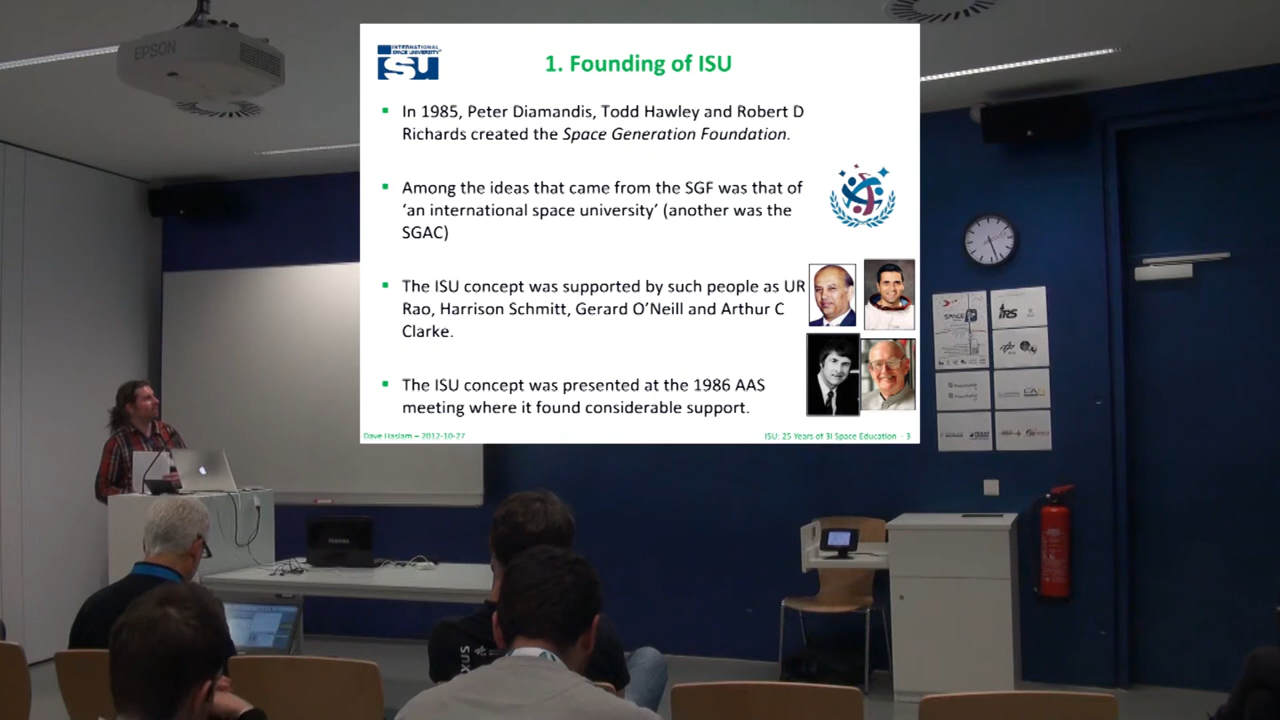 EPSON
INTERNATIONAL
SPACE UNIVERSITY
ISU
1. Founding of ISU
In 1985, Peter Diamandis, Todd Hawley and Robert D
Richards created the Space Generation Foundation.
Among the ideas that came from the SGF was that of
‘an international space university’ (another was the
SGAC)
The ISU concept was supported by such people as UR
Rao, Harrison Schmitt, Gerard O’Neill and Arthur C
Clarke.
The ISU concept was presented at the 1986 AAS
meeting where it found considerable support.
Dave Haslam – 2012-10-27
ISU: 25 Years of 3I Space Education - 3
SPACE
IRS
DLR
TOSHIBA